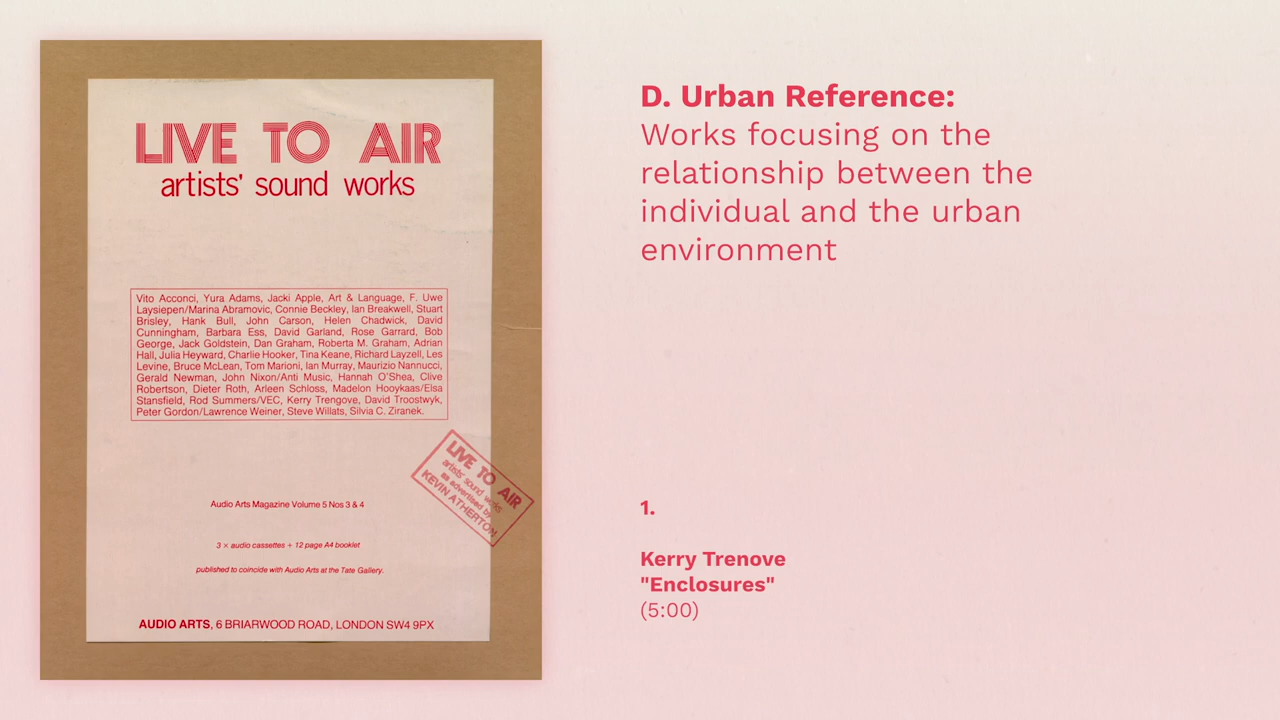 LIVE TO AIR
artists' sound works
Vito Acconci, Yura Adams, Jacki Apple, Art & Language, F. Uwe
Laysiepen/Marina Abramovic, Connie Beckley, Ian Breakwell, Stuart
Brisley, Hank Bull, John Carson, Helen Chadwick, David
Cunningham, Barbara Ess, David Garland, Rose Garrard, Bob
George, Jack Goldstein, Dan Graham, Roberta M. Graham, Adrian
Hall, Julia Heyward, Charlie Hooker, Tina Keane, Richard Layzell, Les
Levine, Bruce McLean, Tom Marioni, Ian Murray, Maurizio Nannucci,
Gerald Newman, John Nixon/Anti Music, Hannah O'Shea, Clive
Robertson, Dieter Roth, Arleen Schloss, Madelon Hooykaas/Elsa
Stansfield, Rod Summers/VEC, Kerry Trengove, David Troostwyk,
Peter Gordon/Lawrence Weiner, Steve Willats, Silvia C. Ziranek.
LIVE TO AIR
artists' sound works
as advertised by
KEVIN ATHERTON
Audio Arts Magazine Volume 5 Nos 3 & 4
3 × audio cassettes + 12 page A4 booklet
published to coincide with Audio Arts at the Tate Gallery.
AUDIO ARTS, 6 BRIARWOOD ROAD, LONDON SW4 9PX
D. Urban Reference:
Works focusing on the
relationship between the
individual and the urban
environment
1.
Kerry Trenove
"Enclosures"
(5:00)